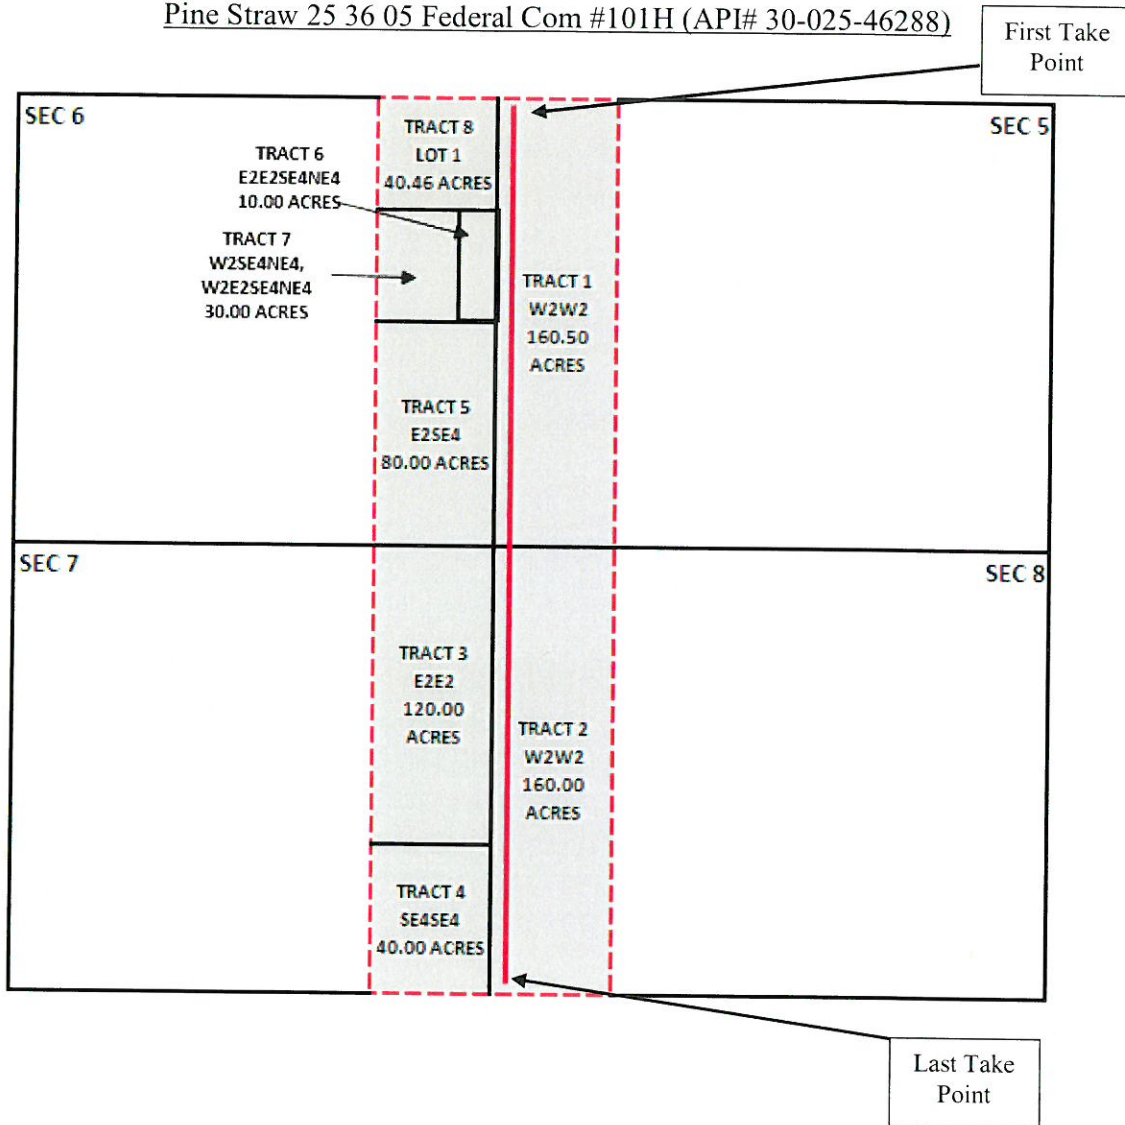 Pine Straw 25 36 05 Federal Com #101H (API# 30-025-46288)
First Take
Point
SEC 6
SEC 5
TRACT 8
LOT 1
40.46 ACRES
TRACT 6
E2E2SE4NE4
10.00 ACRES
TRACT 7
W2SE4NE4,
W2E2SE4NE4
30.00 ACRES
TRACT 1
W2W2
160.50
ACRES
TRACT 5
E2SE4
80.00 ACRES
SEC 7
SEC 8
TRACT 3
E2E2
120.00
ACRES
TRACT 2
W2W2
160.00
ACRES
TRACT 4
SE4SE4
40.00 ACRES
Last Take
Point